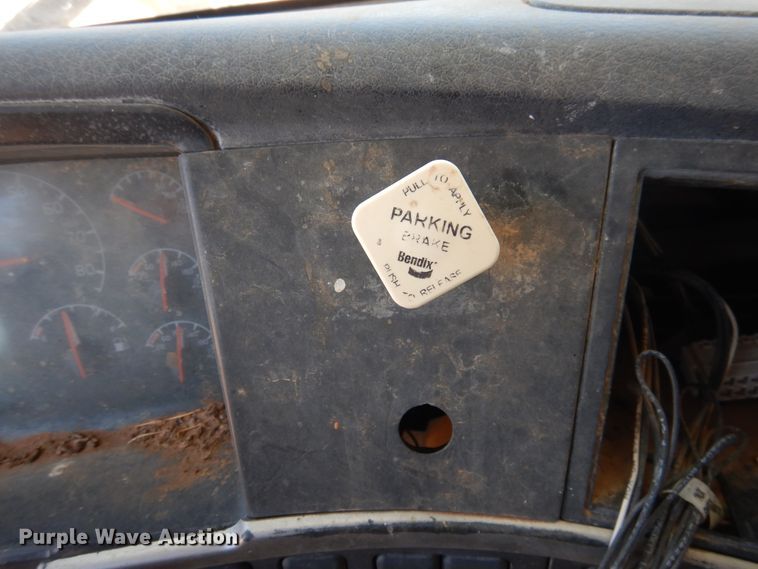 PULL TO APPLY
PARKING
BRAKE
Bendix
PUSH TO RELEASE
Purple Wave Auction